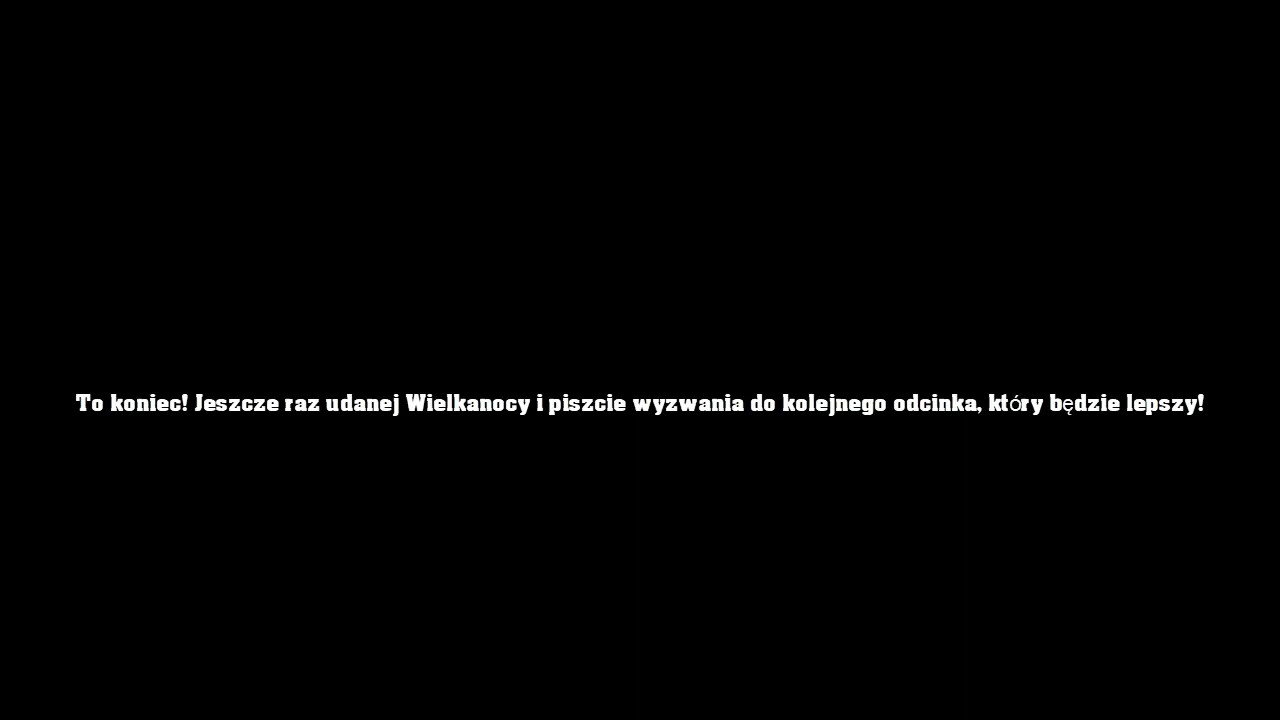 To koniec! Jeszcze raz udanej Wielkanocy i piszcie wyzwania do kolejnego odcinka, który będzie lepszy!